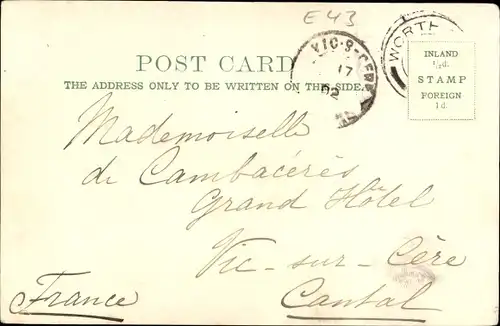 E43
POST CARD
THE ADDRESS ONLY TO BE WRITTEN ON THIS SIDE.
VIC-S-CERE
17
02
WORTH
INLAND
½d.
STAMP
FOREIGN
1d.
Mademoiselle
de Cambacérès
Grand Hôtel
Vic-sur-Cère
France
Cantal